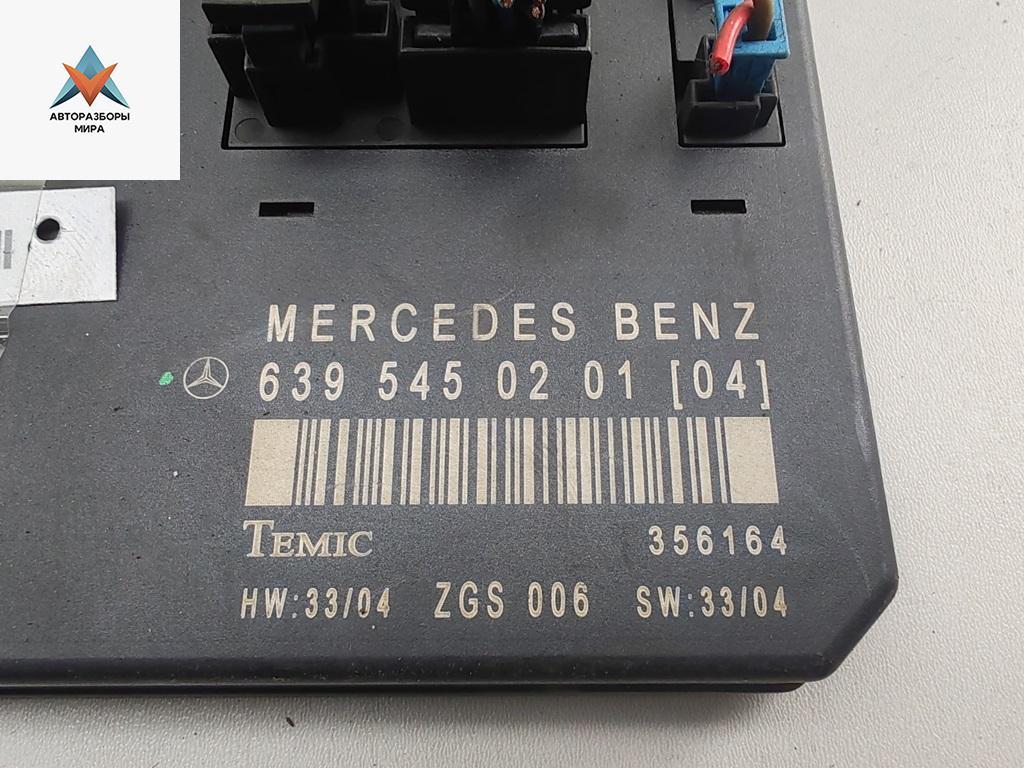 АВТОРАЗБОРЫ
МИРА
MERCEDES BENZ
639 545 02 01 [04]
TEMIC 356164
HW:33/04 ZGS 006 SW:33/04